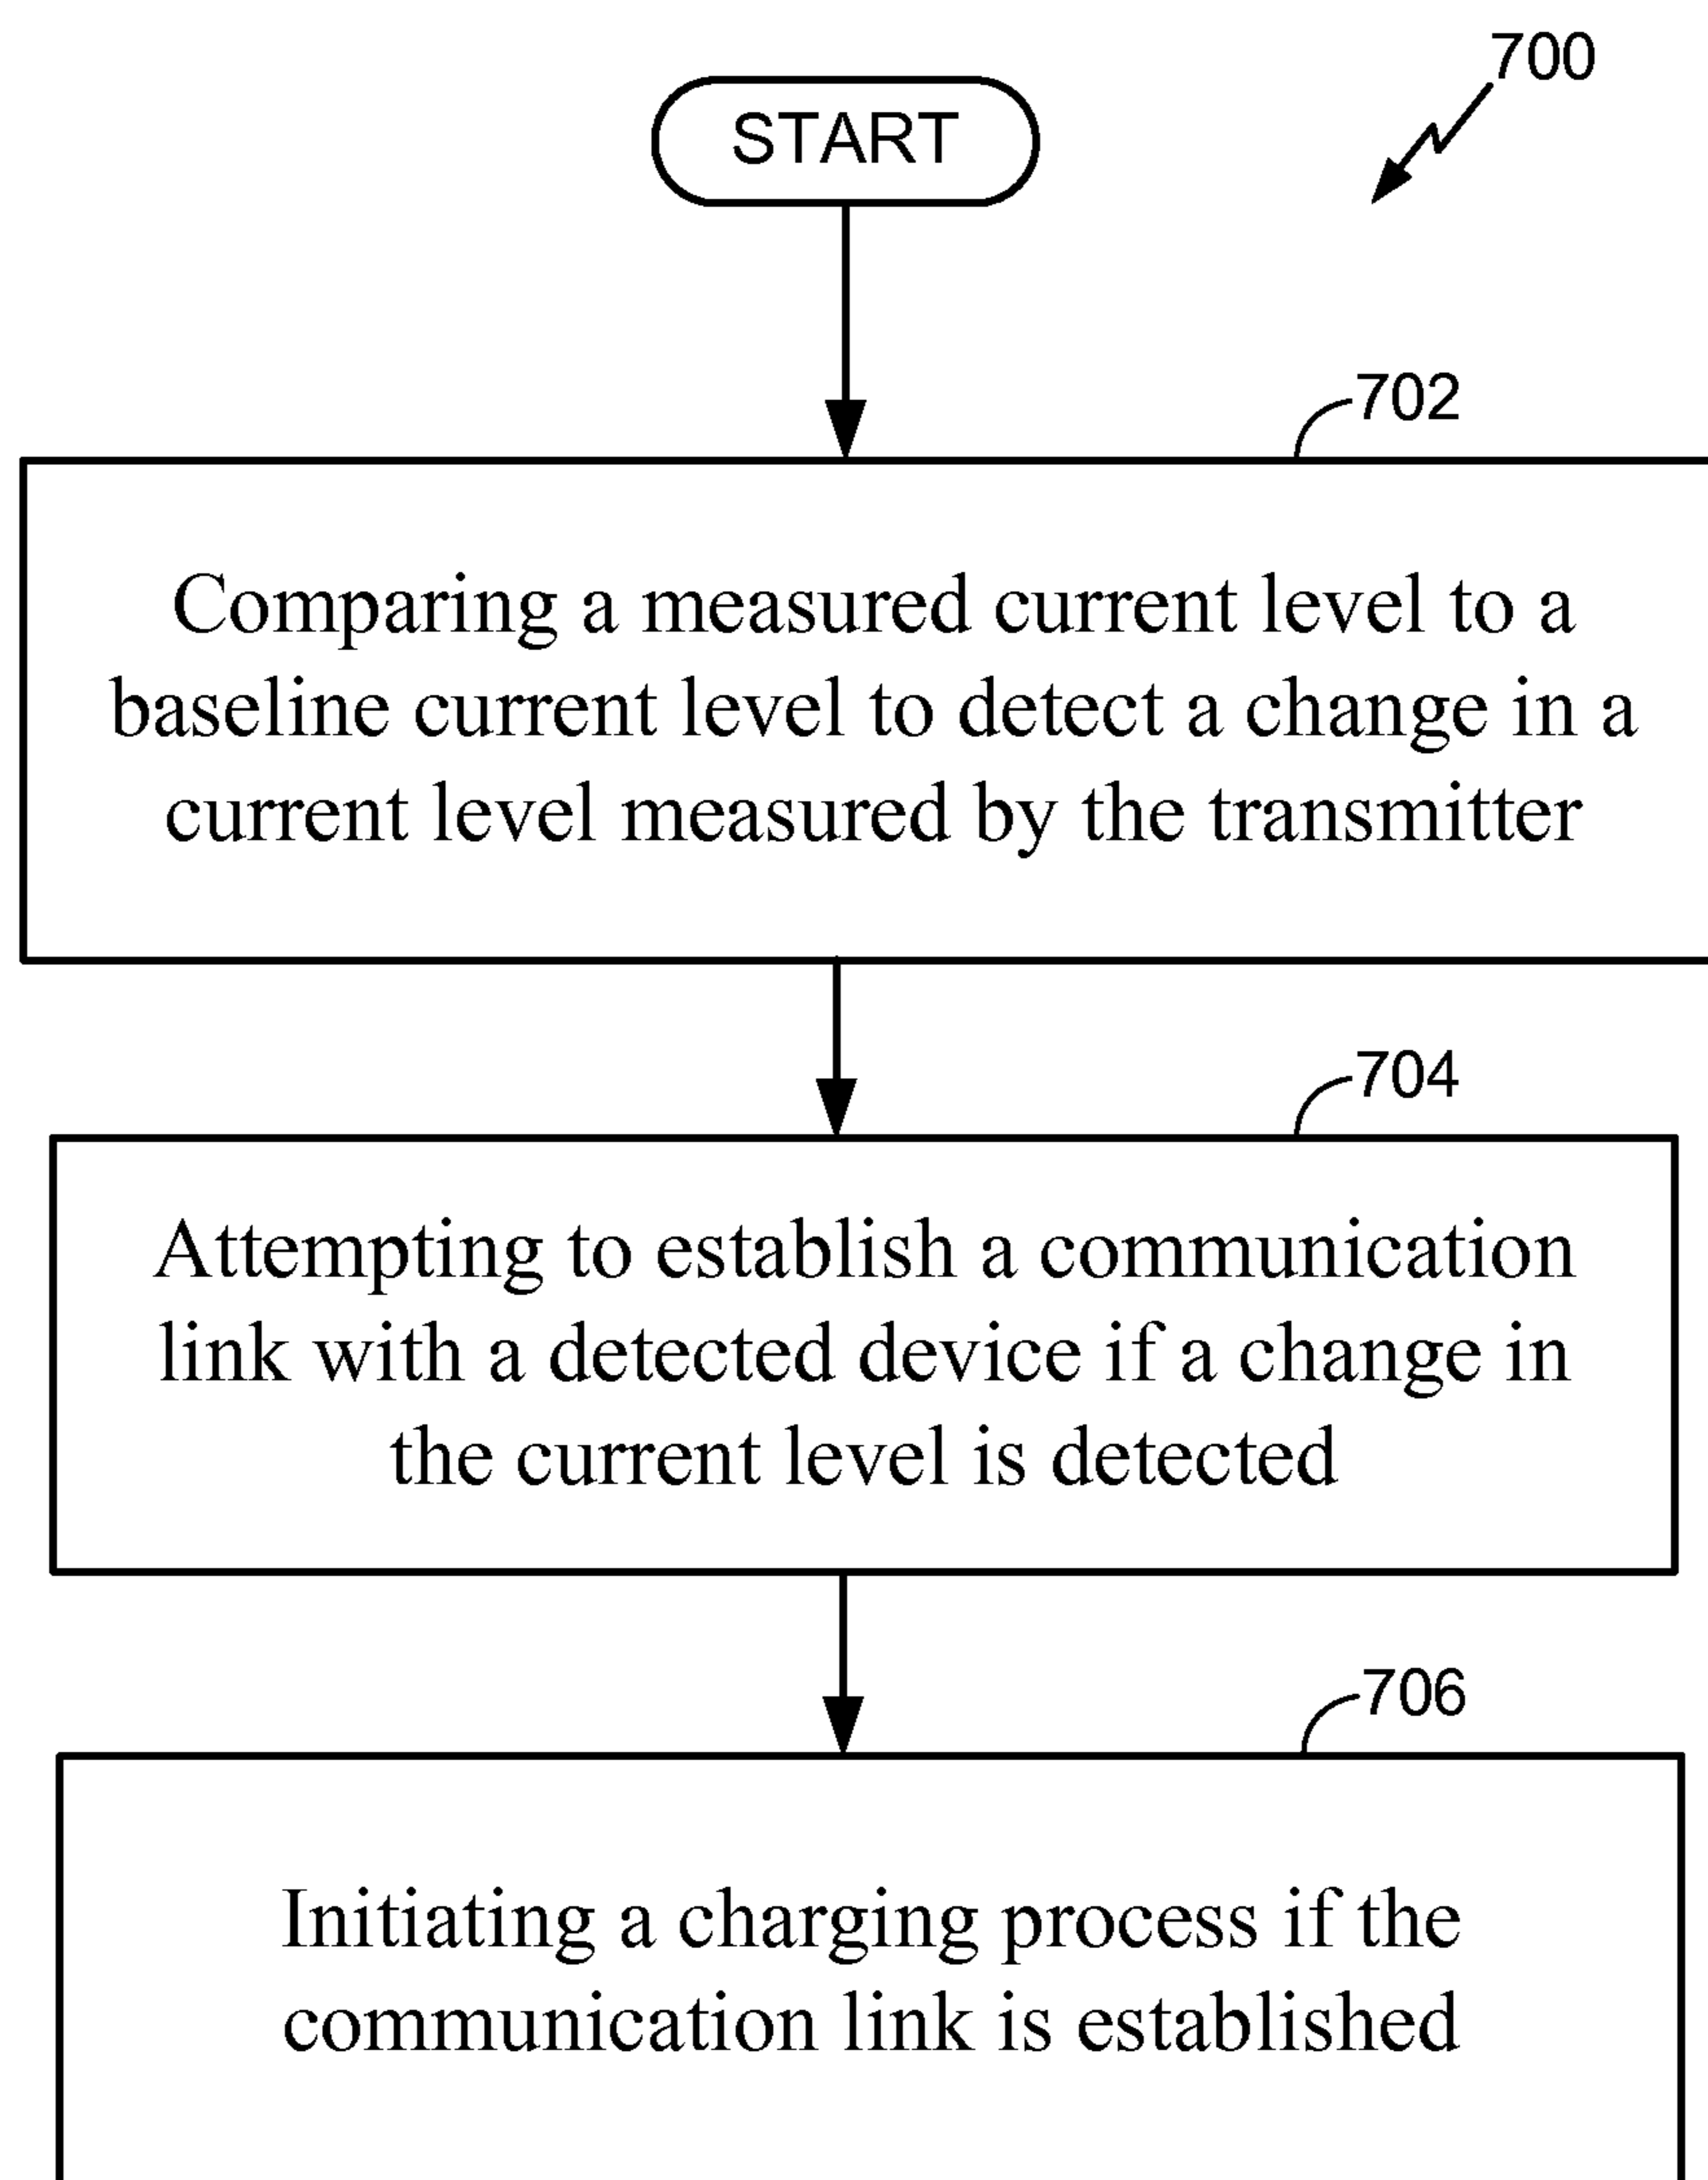 700
START
702
Comparing a measured current level to a
baseline current level to detect a change in a
current level measured by the transmitter
704
Attempting to establish a communication
link with a detected device if a change in
the current level is detected
706
Initiating a charging process if the
communication link is established